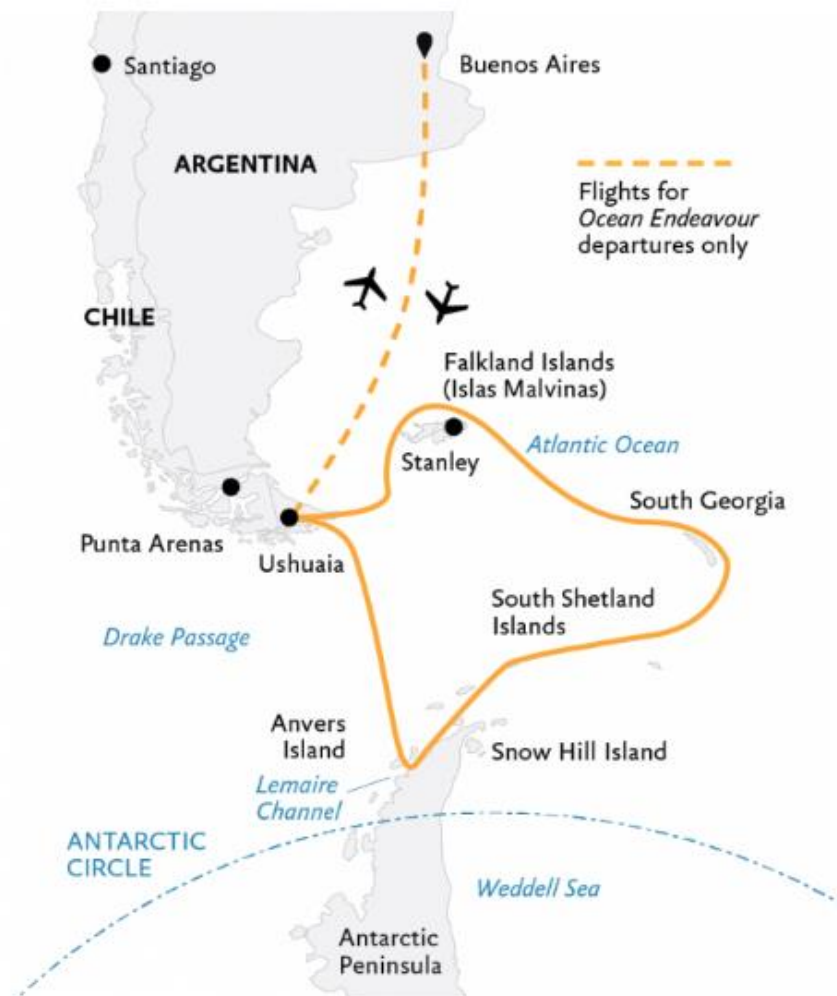 Santiago
Buenos Aires
ARGENTINA
Flights for
Ocean Endeavour
departures only
CHILE
Falkland Islands
(Islas Malvinas)
Stanley
Atlantic Ocean
South Georgia
Punta Arenas
Ushuaia
South Shetland
Islands
Drake Passage
Anvers
Island
Snow Hill Island
Lemaire
Channel
ANTARCTIC
CIRCLE
Weddell Sea
Antarctic
Peninsula